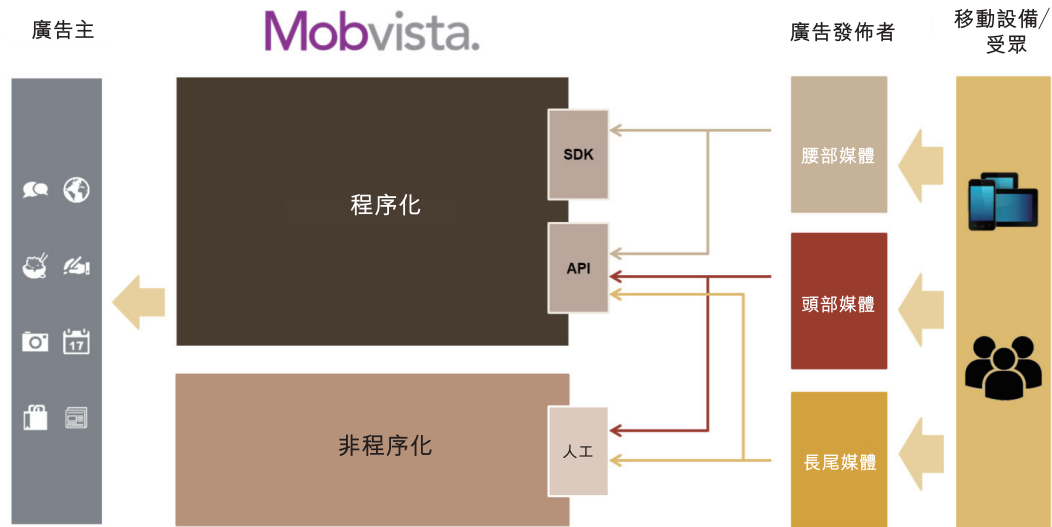 廣告主
Mobvista.
廣告發佈者
移動設備/
受眾
SDK
腰部媒體
程序化
API
頭部媒體
17
非程序化
人工
長尾媒體